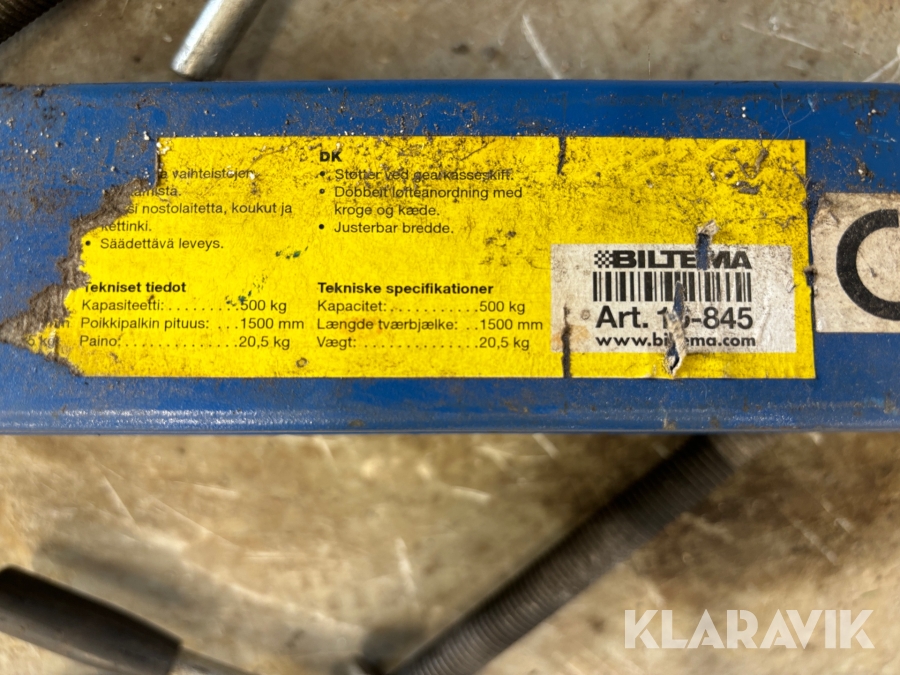 vaihteistojen
nostolaitetta, koukut ja
kettinki.
• Säädettävä leveys.
Tekniset tiedot
Kapasiteetti: . . . . . . . . . . 500 kg
Poikkipalkin pituus: . . . 1500 mm
Paino: . . . . . . . . . . . . . . . 20,5 kg
DK
• Støtter ved gearkasseskift.
• Dobbelt løfteanordning med
kroge og kæde.
• Justerbar bredde.
Tekniske specifikationer
Kapacitet: . . . . . . . . . . . . 500 kg
Længde tværbjælke: . . . 1500 mm
Vægt: . . . . . . . . . . . . . . . 20,5 kg
BILTEMA
Art. -845
www.biltema.com
KLARAVIK